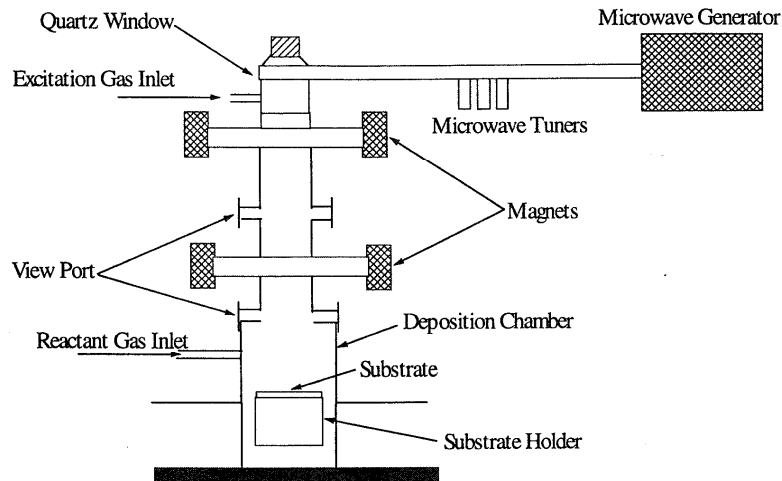 Microwave Generator
Quartz Window
Excitation Gas Inlet
Microwave Tuners
Magnets
View Port
Deposition Chamber
Reactant Gas Inlet
Substrate
Substrate Holder